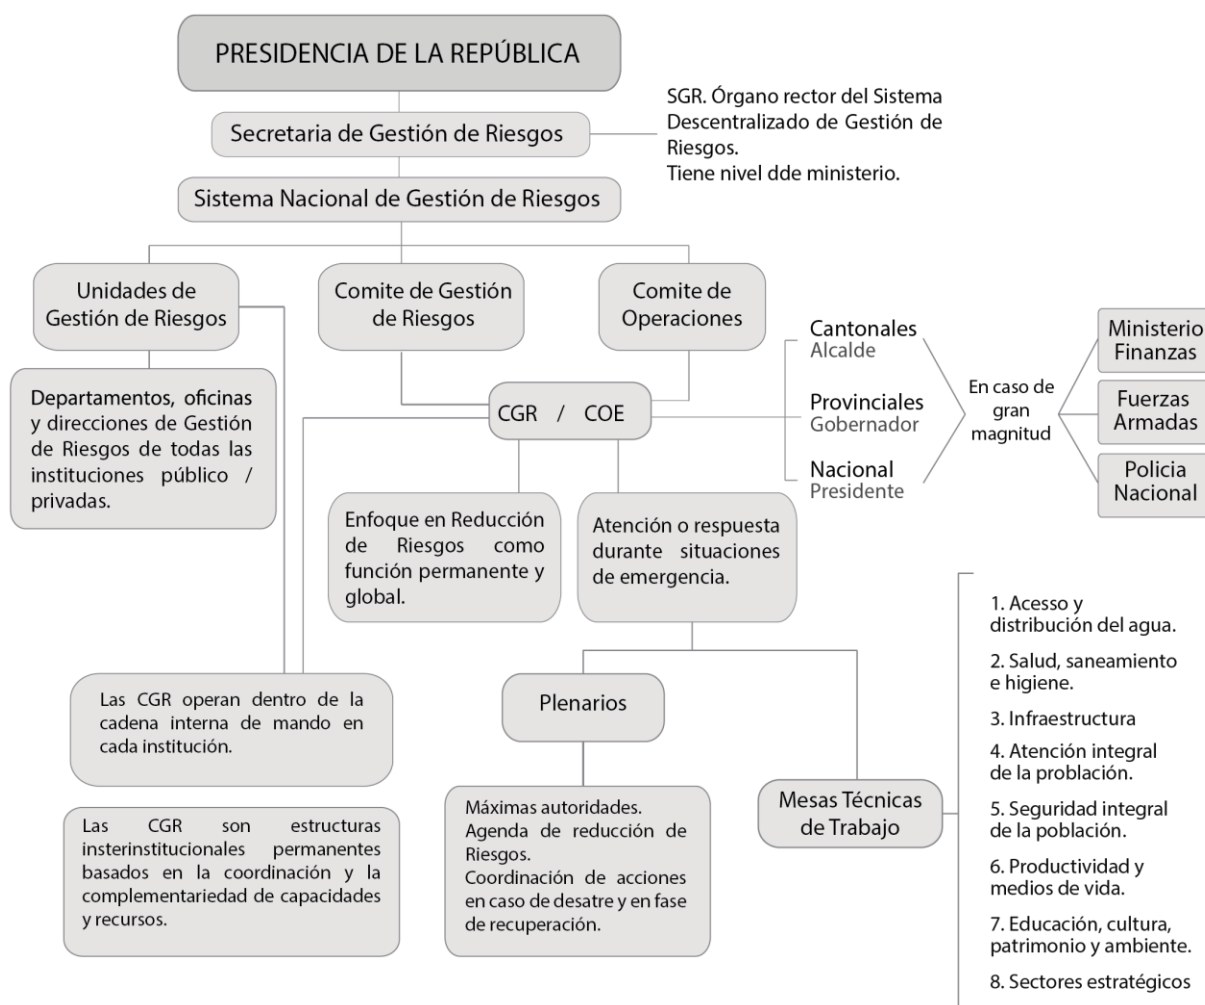 PRESIDENCIA DE LA REPÚBLICA
Secretaria de Gestión de Riesgos
SGR. Órgano rector del Sistema
Descentralizado de Gestión de
Riesgos.
Tiene nivel dde ministerio.
Sistema Nacional de Gestión de Riesgos
Unidades de
Gestión de Riesgos
Comite de Gestión
de Riesgos
Comite de
Operaciones
Departamentos, oficinas
y direcciones de Gestión
de Riesgos de todas las
instituciones público /
privadas.
CGR / COE
Cantonales
Alcalde
Provinciales
Gobernador
Nacional
Presidente
En caso de
gran
magnitud
Ministerio
Finanzas
Fuerzas
Armadas
Policia
Nacional
Enfoque en Reducción
de Riesgos como
función permanente y
global.
Atención o respuesta
durante situaciones
de emergencia.
Las CGR operan dentro de la
cadena interna de mando en
cada institución.
Las CGR son estructuras
insterinstitucionales permanentes
basados en la coordinación y la
complementariedad de capacidades
y recursos.
Plenarios
Máximas autoridades.
Agenda de reducción de
Riesgos.
Coordinación de acciones
en caso de desatre y en fase
de recuperación.
Mesas Técnicas
de Trabajo
1. Acesso y
distribución del agua.
2. Salud, saneamiento
e higiene.
3. Infraestructura
4. Atención integral
de la problación.
5. Seguridad integral
de la población.
6. Productividad y
medios de vida.
7. Educación, cultura,
patrimonio y ambiente.
8. Sectores estratégicos